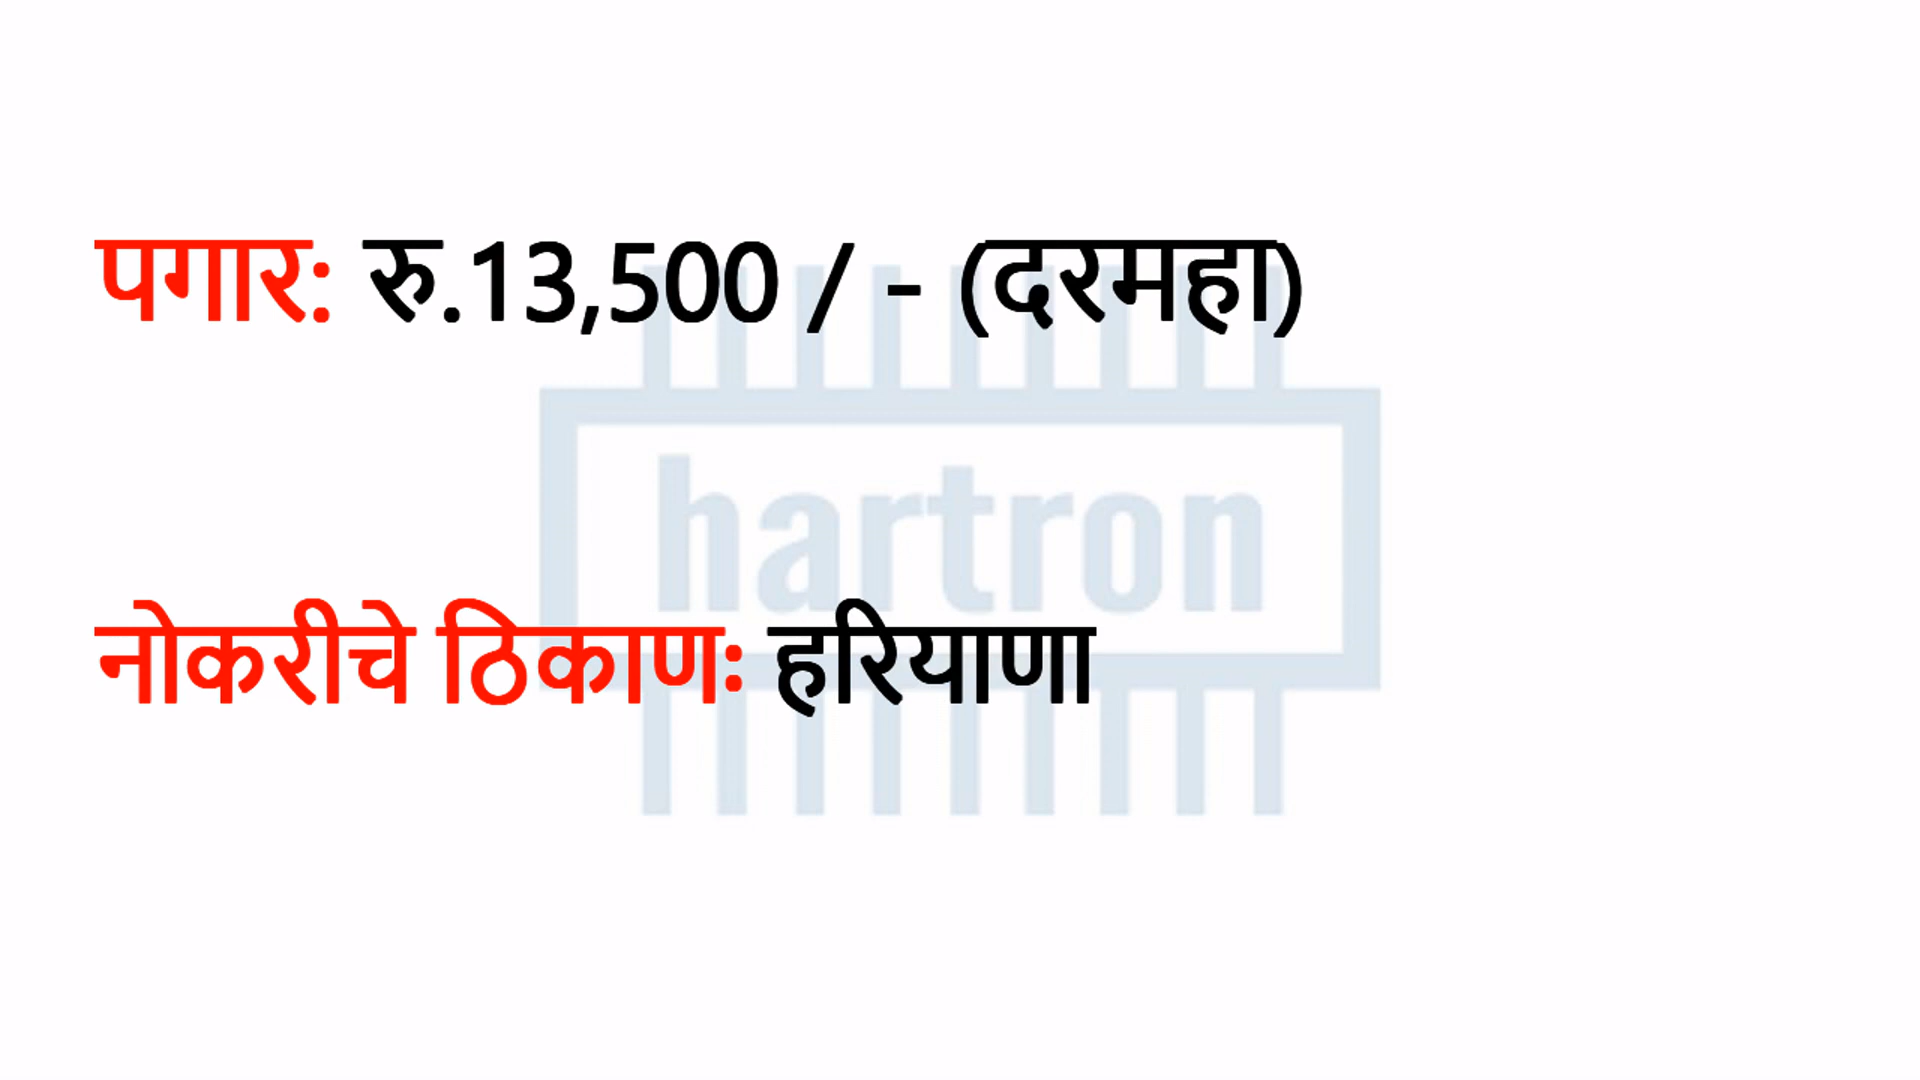 पगार: रु.13,500 / - (दरमहा)
hartron
नोकरीचे ठिकाणः हरियाणा